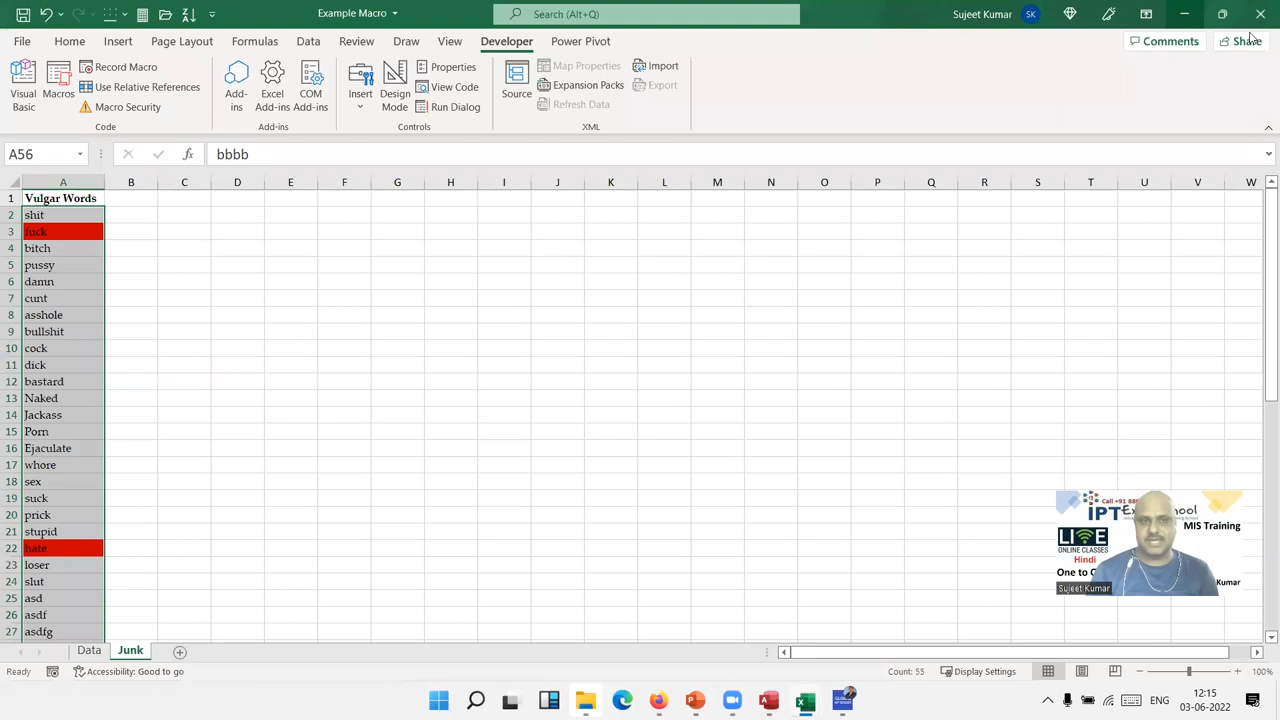 Example Macro
Search (Alt+Q)
Sujeet Kumar
SK
File
Home
Insert
Page Layout
Formulas
Data
Review
Draw
View
Developer
Power Pivot
Comments
Share
Visual Basic
Macros
Record Macro
Use Relative References
Macro Security
Code
Add-ins
Excel Add-ins
COM Add-ins
Add-ins
Insert
Design Mode
Properties
View Code
Run Dialog
Controls
Source
Map Properties
Expansion Packs
Refresh Data
Import
Export
XML
A56
fx
bbbb
A B C D E F G H I J K L M N O P Q R S T U V W
1 Vulgar Words
2 shit
3 fuck
4 bitch
5 pussy
6 damn
7 cunt
8 asshole
9 bullshit
10 cock
11 dick
12 bastard
13 Naked
14 Jackass
15 Porn
16 Ejaculate
17 whore
18 sex
19 suck
20 prick
21 stupid
22 hate
23 loser
24 slut
25 asd
26 asdf
27 asdfg
Call +91
IPT
MIS Training
LIVE
ONLINE CLASSES
Hindi
One to
Kumar
Sujeet Kumar
Data
Junk
Ready
Accessibility: Good to go
Count: 55
Display Settings
100%
ENG
12:15
03-06-2022